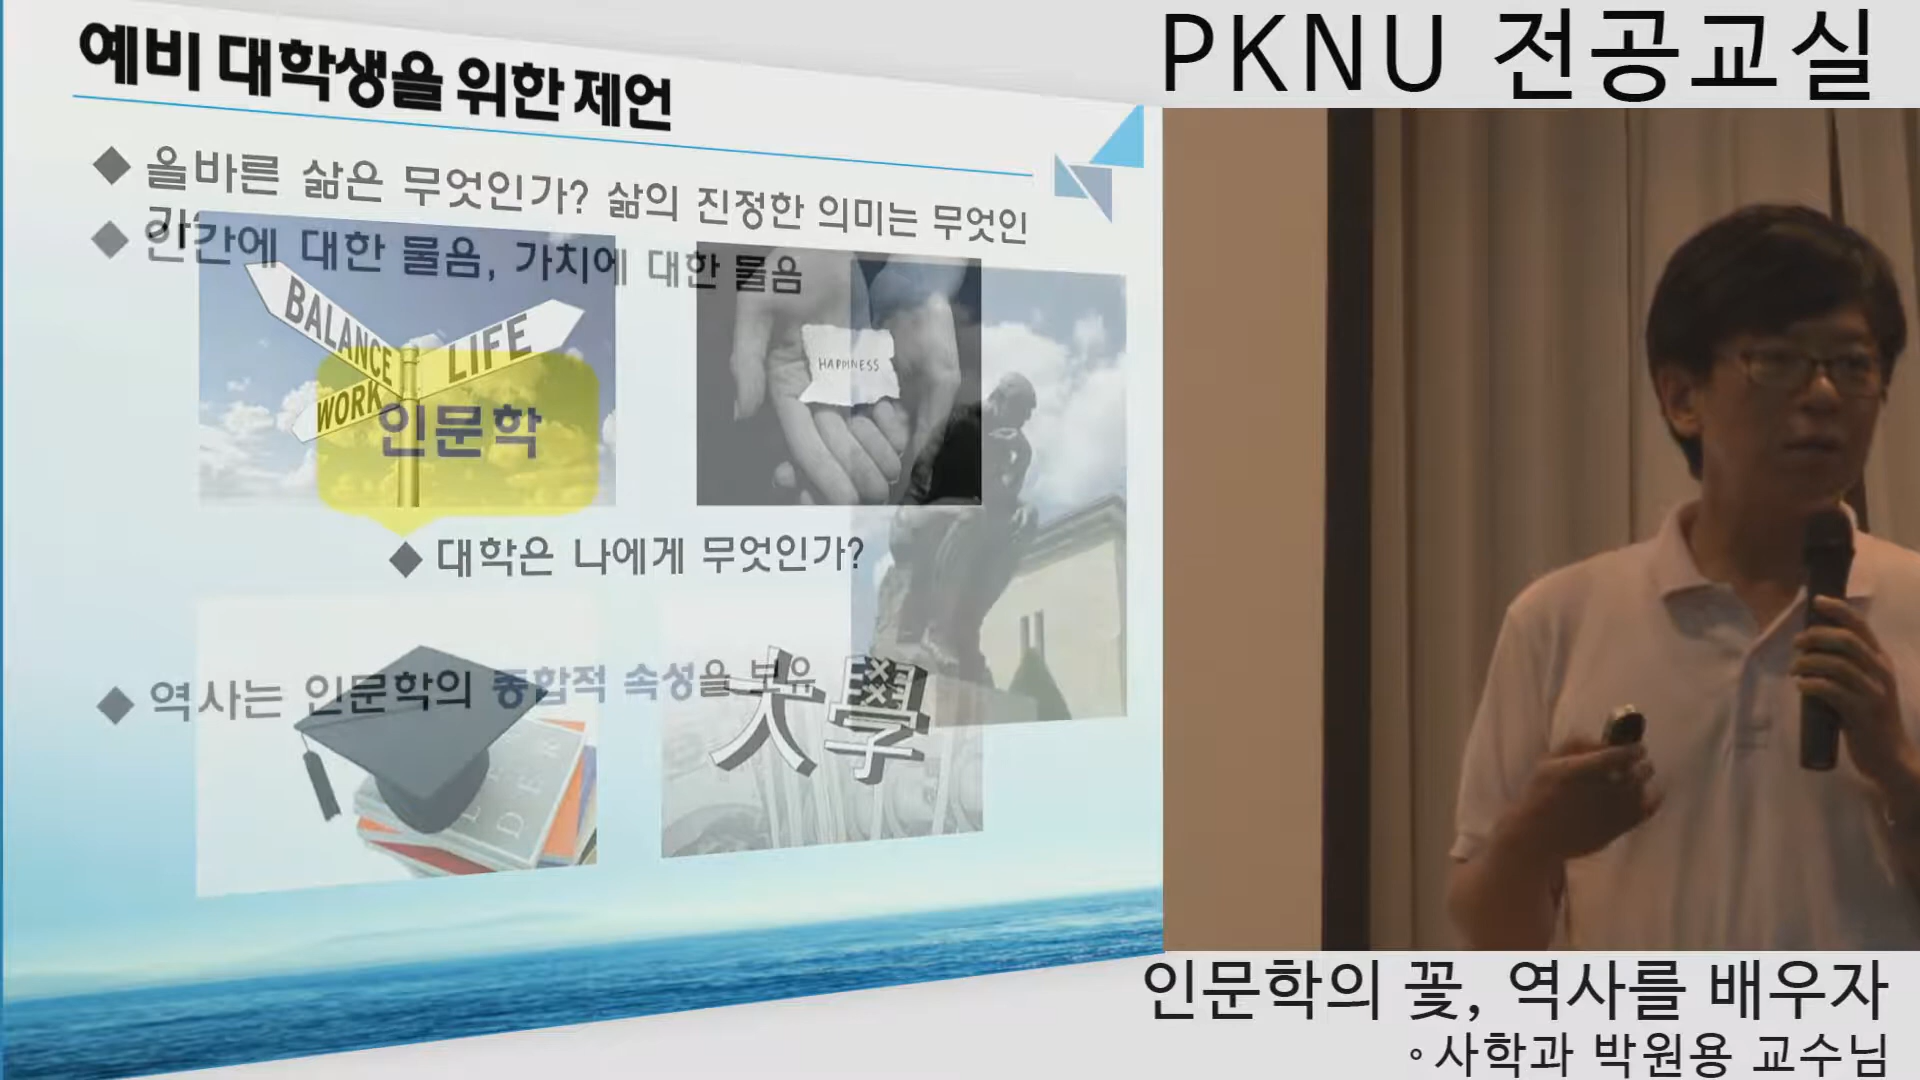 예비 대학생을 위한 제언
◆ 올바른 삶은 무엇인가? 삶의 진정한 의미는 무엇인
가?
◆ 인간에 대한 물음, 가치에 대한 물음
BALANCE
LIFE
WORK
인문학
HAPPINESS
◆ 대학은 나에게 무엇인가?
◆ 역사는 인문학의 종합적 속성을 보유
大學
PKNU 전공교실
인문학의 꽃, 역사를 배우자
◦사학과 박원용 교수님